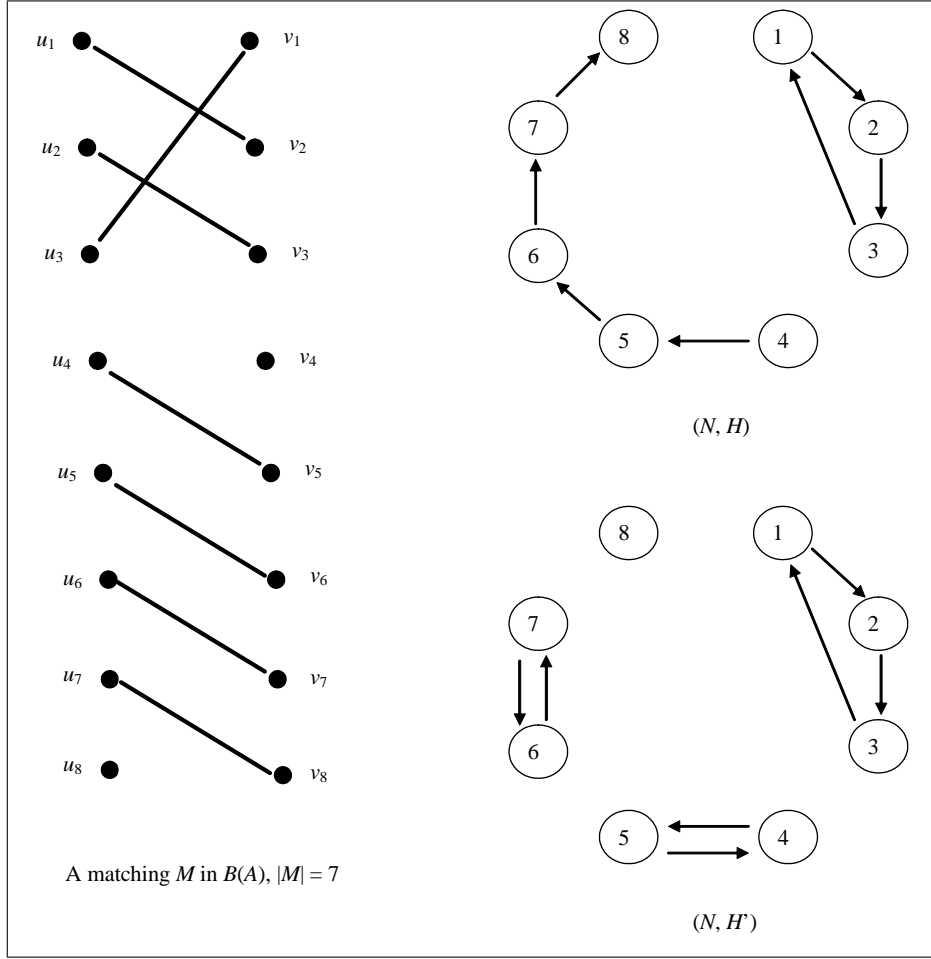 u1 v1
u2 v2
u3 v3
u4 v4
u5 v5
u6 v6
u7 v7
u8 v8
A matching M in B(A), |M| = 7
8 1
7 2
6 3
5 4
(N, H)
8 1
7 2
6 3
5 4
(N, H’)